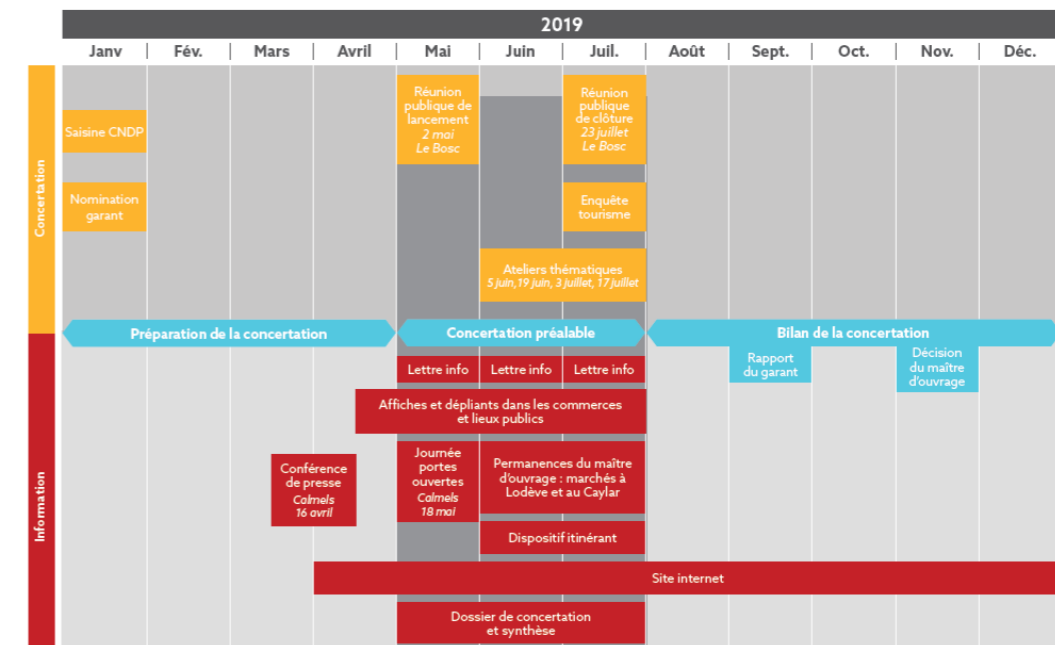 2019
Janv
Fév.
Mars
Avril
Mai
Juin
Juil.
Août
Sept.
Oct.
Nov.
Déc.
Concertation
Saisine CNDP
Nomination
garant
Réunion
publique de
lancement
2 mai
Le Bosc
Réunion
publique
de clôture
23 juillet
Le Bosc
Enquête
tourisme
Ateliers thématiques
5 juin, 19 juin, 3 juillet, 17 juillet
Préparation de la concertation
Concertation préalable
Bilan de la concertation
Rapport
du garant
Décision
du maître
d'ouvrage
Information
Lettre info
Lettre info
Lettre info
Affiches et dépliants dans les commerces
et lieux publics
Conférence
de presse
Calmels
16 avril
Journée
portes
ouvertes
Calmels
18 mai
Permanences du maître
d'ouvrage : marchés à
Lodève et au Caylar
Dispositif itinérant
Site internet
Dossier de concertation
et synthèse